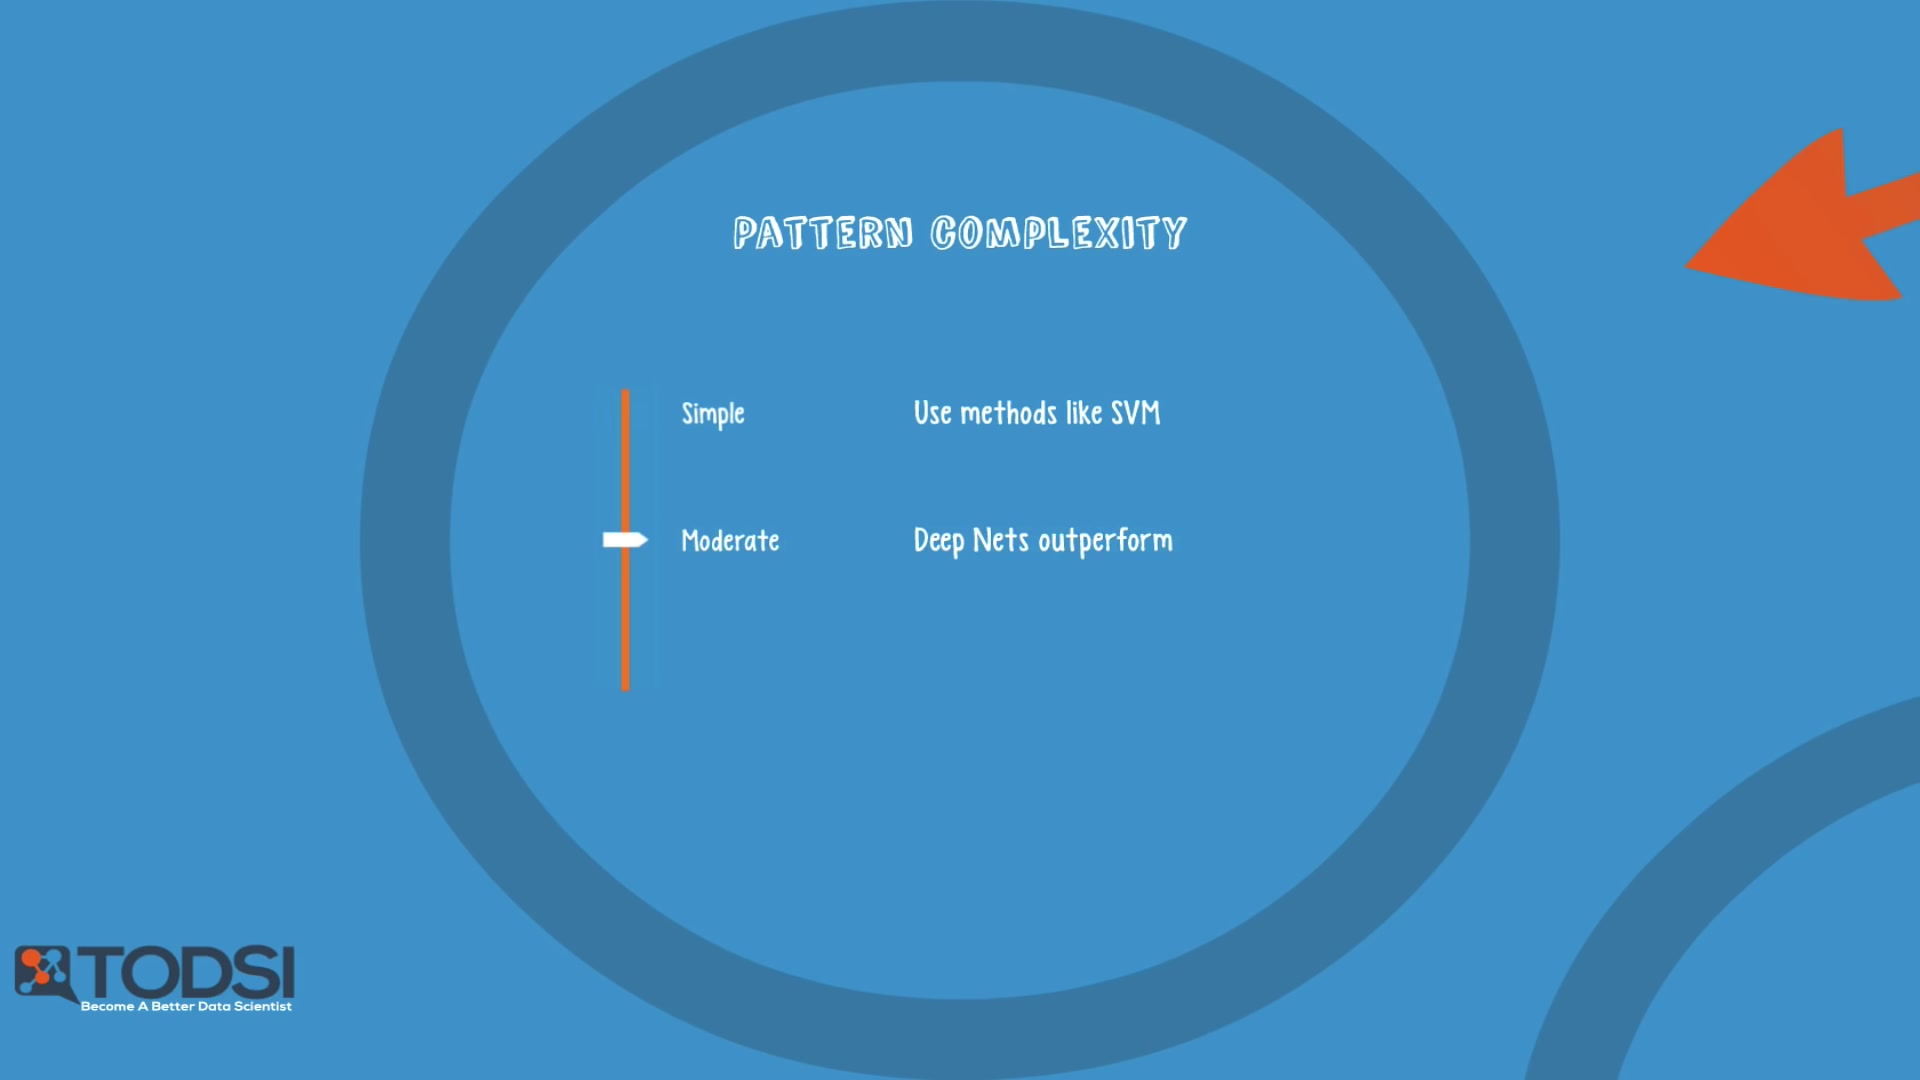 PATTERN COMPLEXITY
Simple Use methods like SVM
Moderate Deep Nets outperform
TODSI
Become A Better Data Scientist